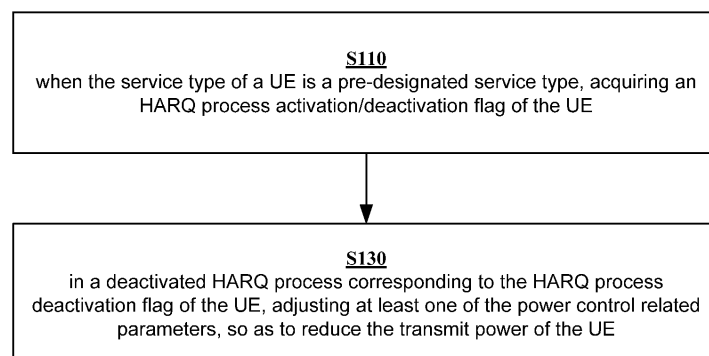 S110
when the service type of a UE is a pre-designated service type, acquiring an
HARQ process activation/deactivation flag of the UE
S130
in a deactivated HARQ process corresponding to the HARQ process
deactivation flag of the UE, adjusting at least one of the power control related
parameters, so as to reduce the transmit power of the UE